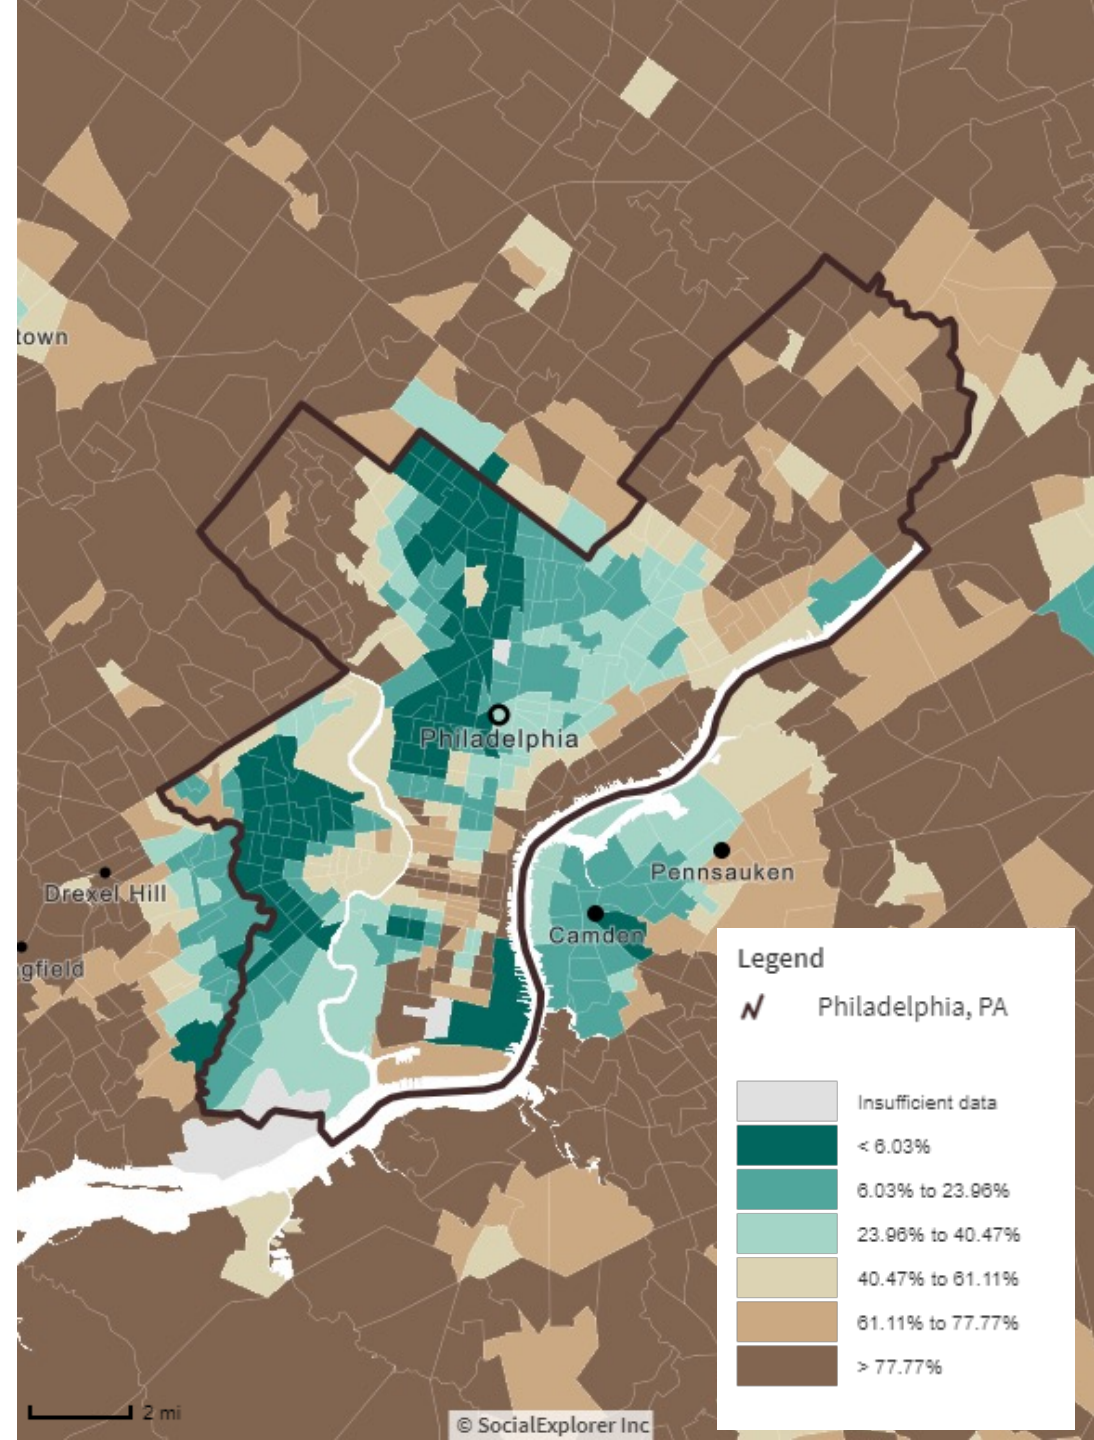 town
Philadelphia
Drexel Hill
Pennsauken
Camden
gfield
Legend
Philadelphia, PA
Insufficient data
< 6.03%
6.03% to 23.96%
23.96% to 40.47%
40.47% to 61.11%
61.11% to 77.77%
> 77.77%
2 mi
© SocialExplorer Inc